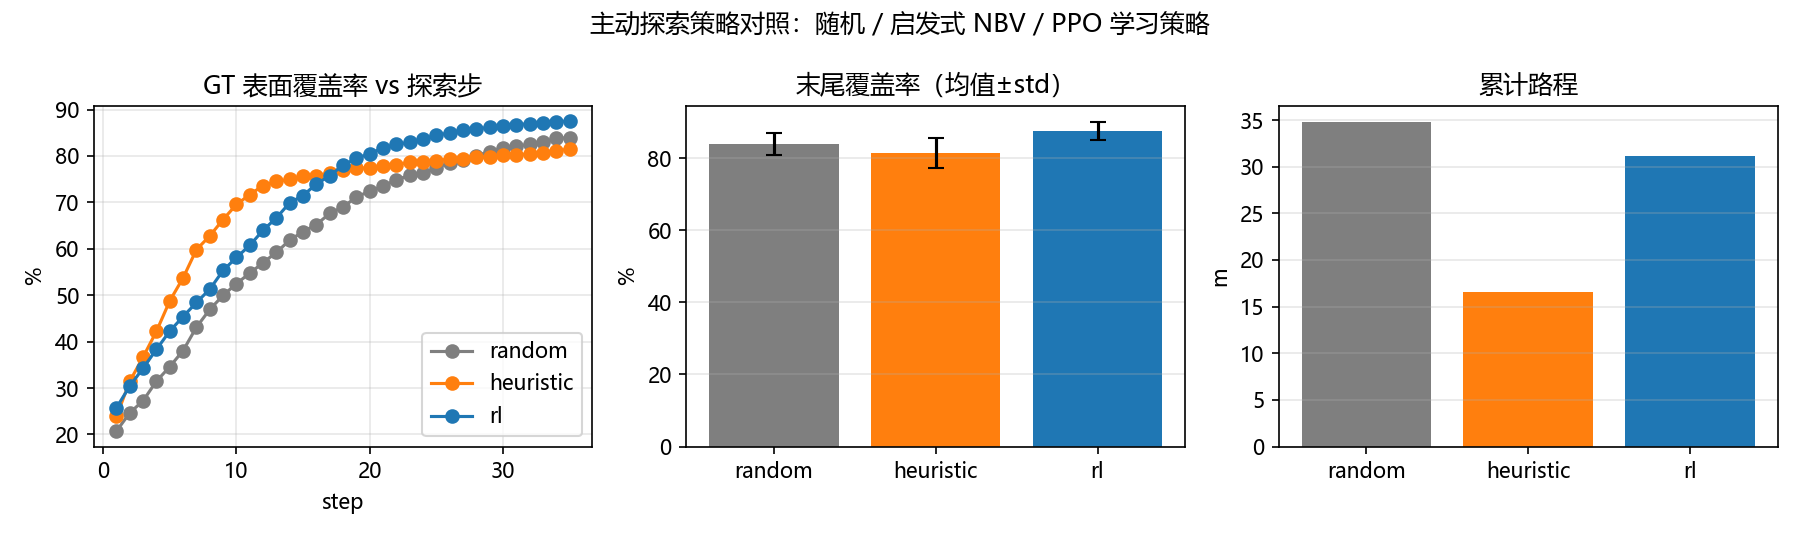 主动探索策略对照：随机 / 启发式 NBV / PPO 学习策略
GT 表面覆盖率 vs 探索步
90
80
70
60
50
40
30
20
%
0
10
20
30
step
random
heuristic
rl
末尾覆盖率（均值±std）
80
60
40
20
0
%
random
heuristic
rl
累计路程
35
30
25
20
15
10
5
0
m
random
heuristic
rl